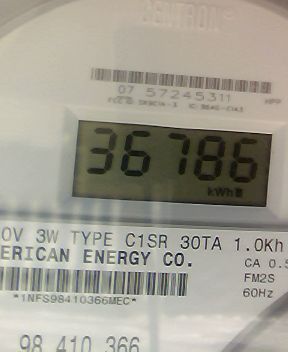 CENTRON®
07 57245311
36786
kWh
0V 3W TYPE C1SR 30TA 1.0Kh
ERICAN ENERGY CO.
CA 0.5
FM2S
*1NFS98410366MEC*
60Hz
98 410 366